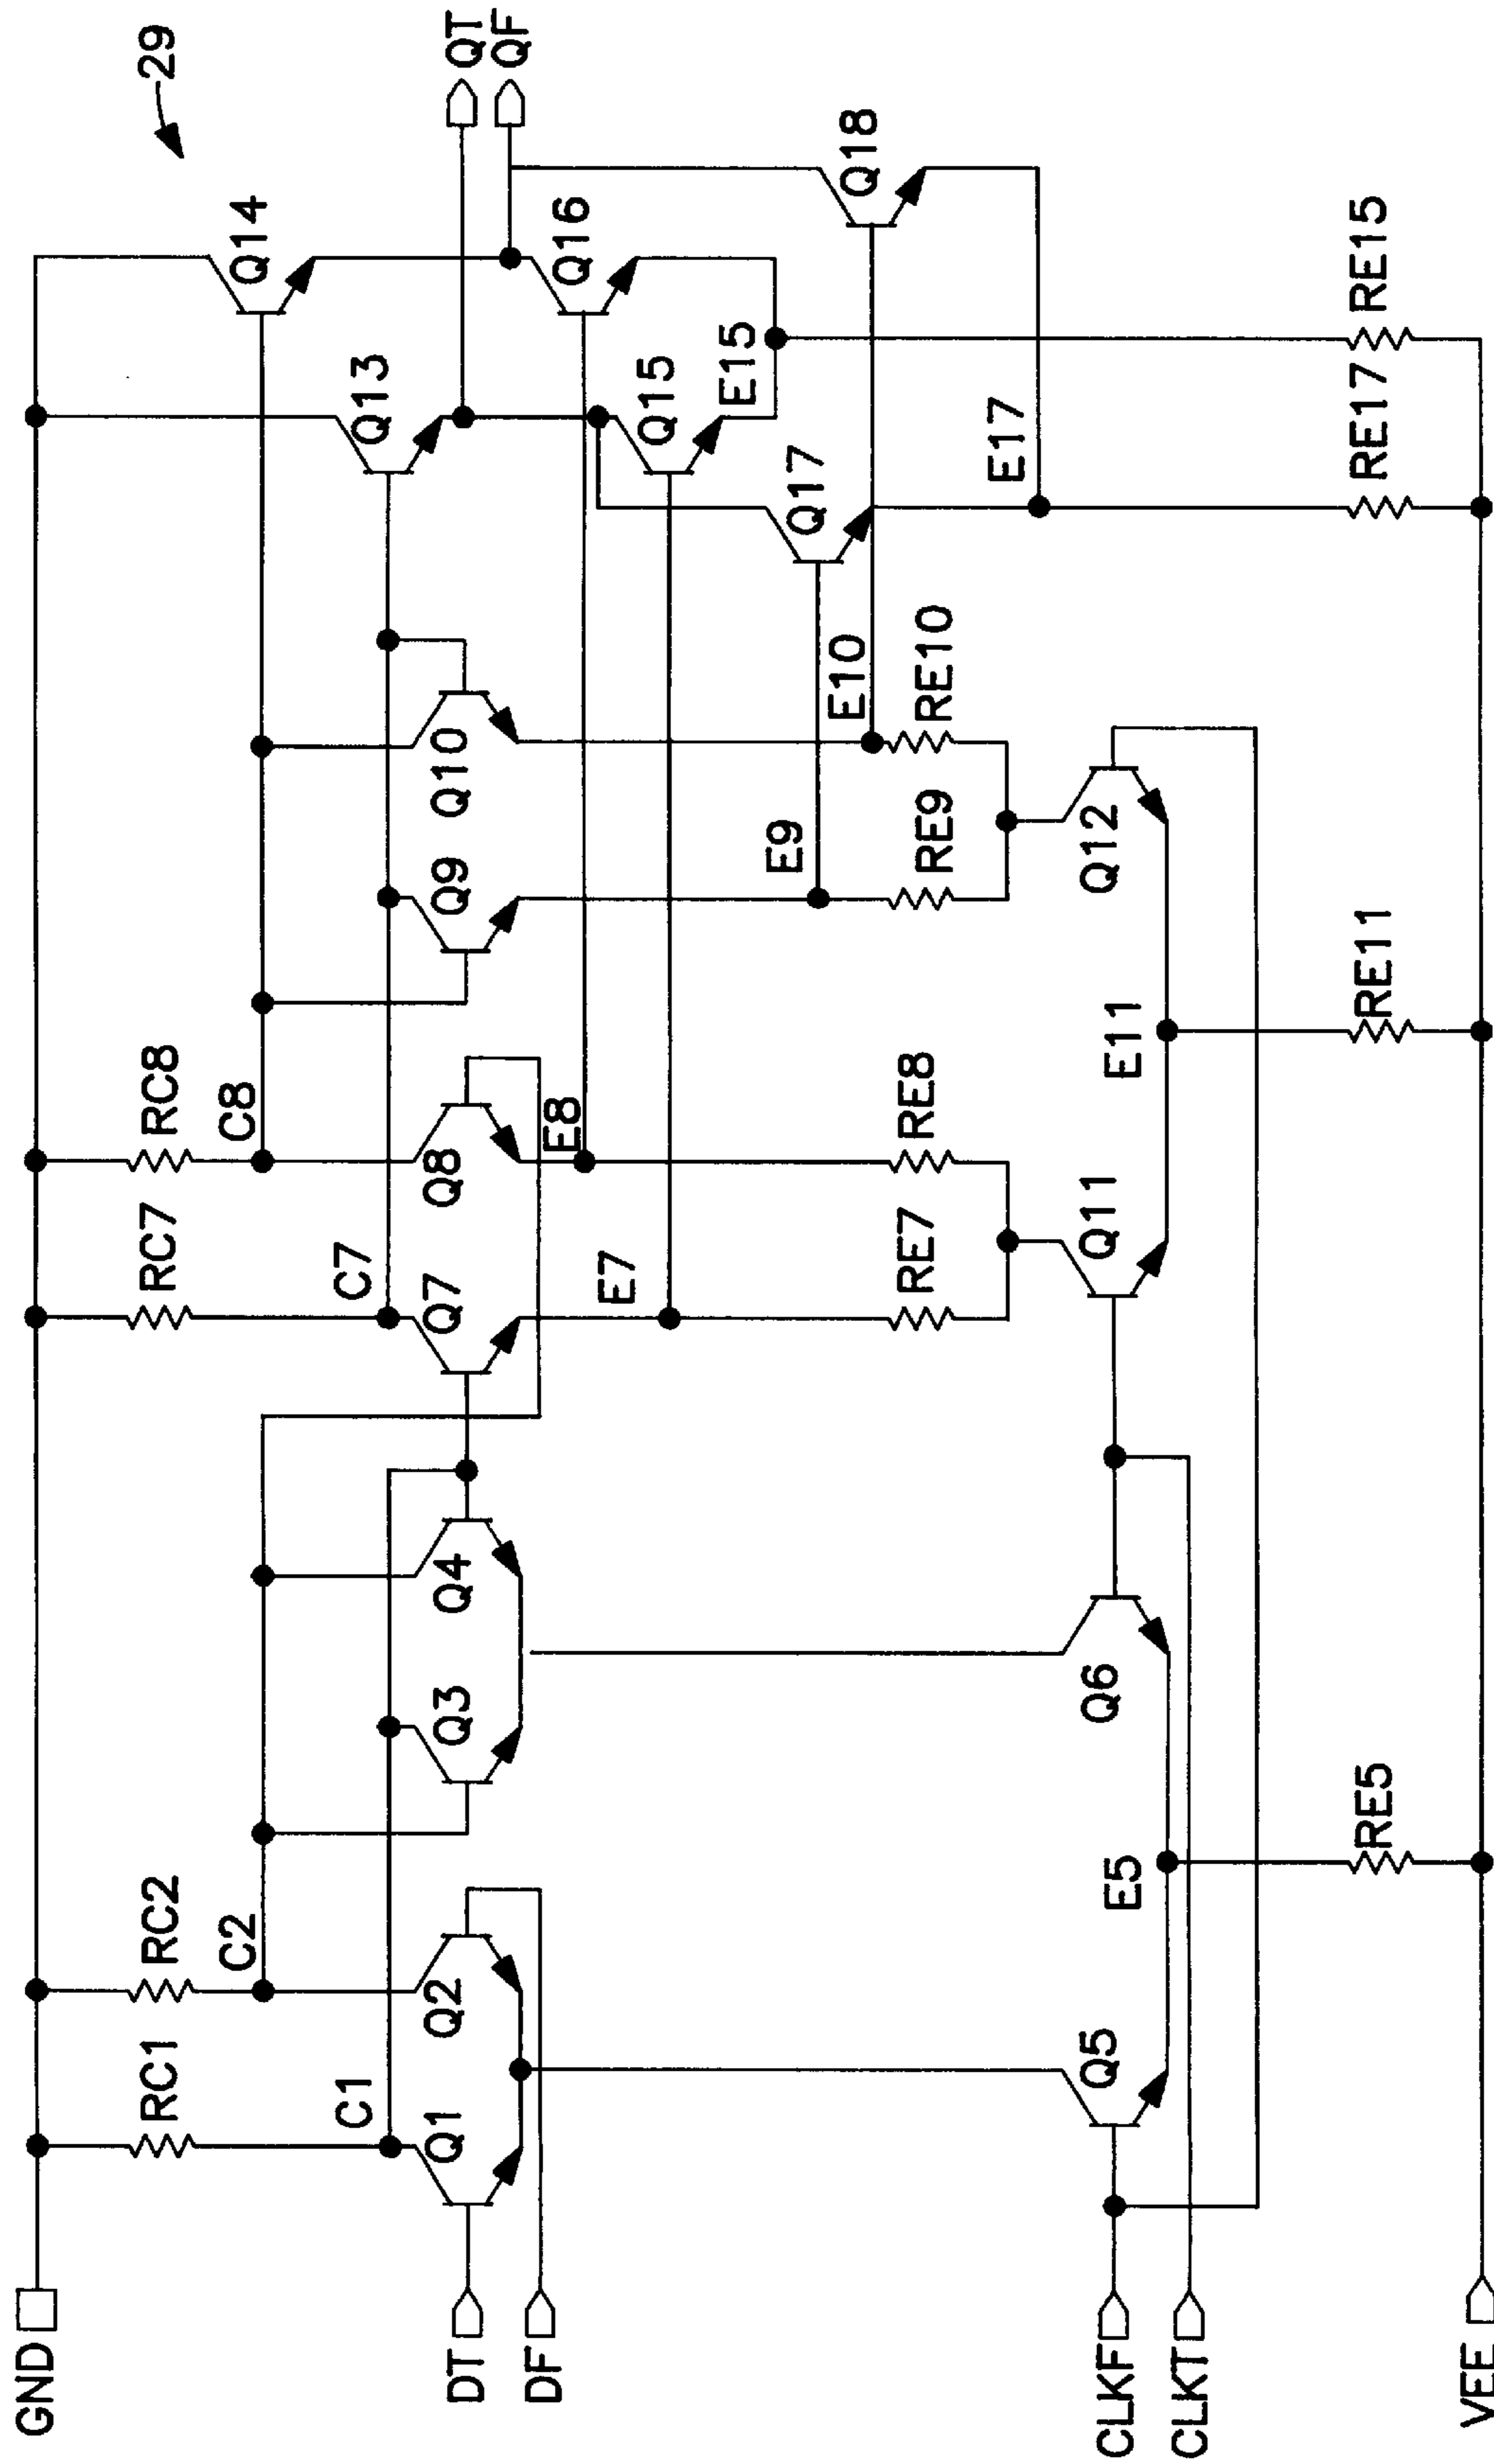 29
GND
RC1
RC2
RC7
RC8
Q14
C2
C8
C1
C7
Q13
QT
QF
DT
DF
Q1
Q2
Q3
Q4
Q7
Q8
Q9
Q10
E8
Q16
E7
Q15
E15
E9
Q17
E10
Q18
RE7
RE8
RE9
RE10
E17
CLKF
CLKT
Q5
Q6
Q11
Q12
E5
E11
RE5
RE11
RE17
RE15
VEE